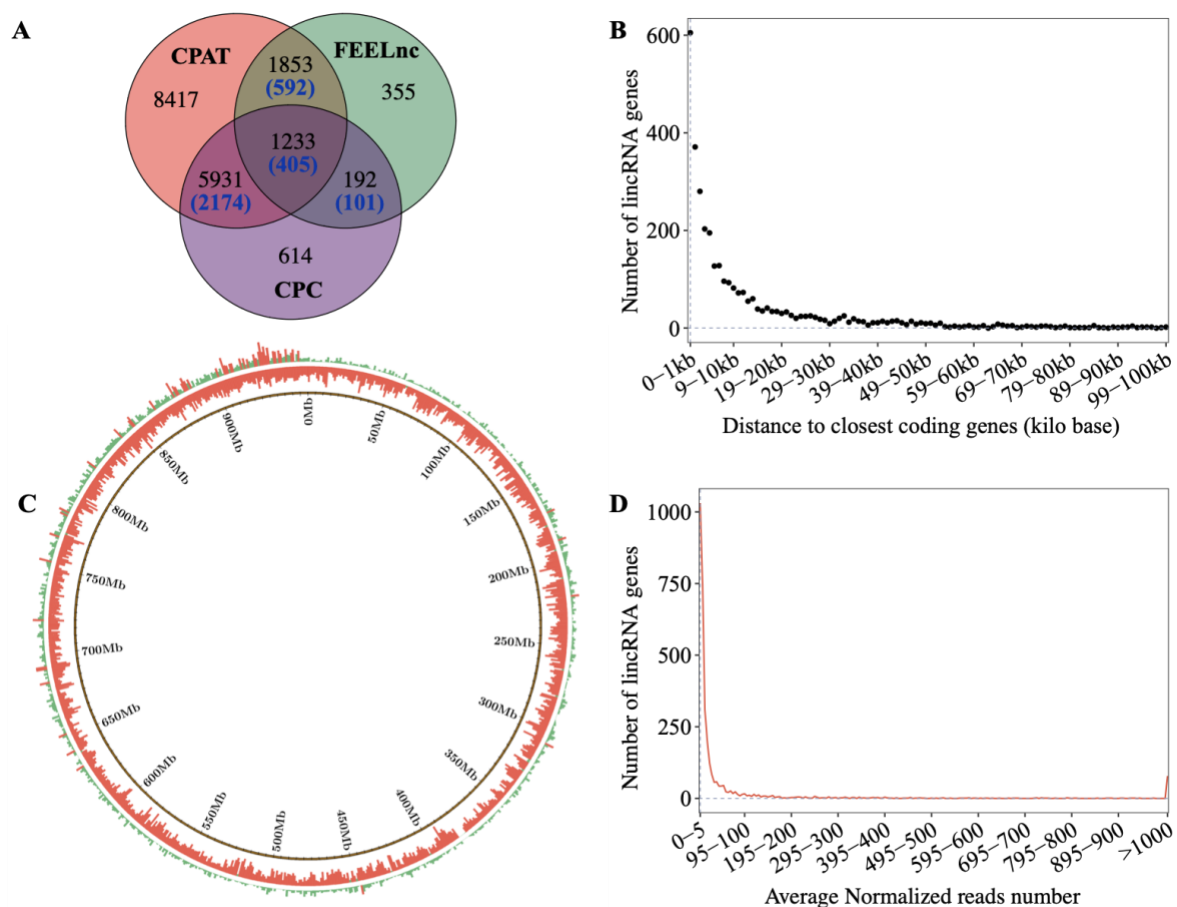 A
CPAT
FEELnc
8417
1853
(592)
355
1233
(405)
5931
(2174)
192
(101)
614
CPC
B
Number of lincRNA genes
600
400
200
0
0–1kb
9–10kb
19–20kb
29–30kb
39–40kb
49–50kb
59–60kb
69–70kb
79–80kb
89–90kb
99–100kb
Distance to closest coding genes (kilo base)
C
0Mb
50Mb
100Mb
150Mb
200Mb
250Mb
300Mb
350Mb
400Mb
450Mb
500Mb
550Mb
600Mb
650Mb
700Mb
750Mb
800Mb
850Mb
900Mb
D
Number of lincRNA genes
1000
750
500
250
0
0–5
95–100
195–200
295–300
395–400
495–500
595–600
695–700
795–800
895–900
>1000
Average Normalized reads number